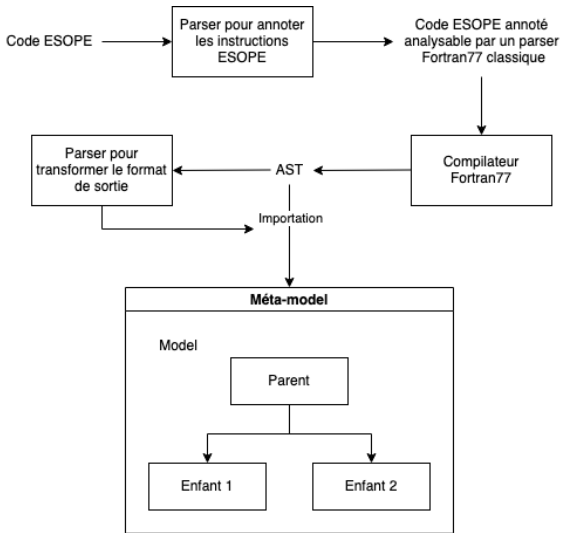 Code ESOPE
Parser pour annoter
les instructions
ESOPE
Code ESOPE annoté
analysable par un parser
Fortran77 classique
Parser pour
transformer le format
de sortie
AST
Compilateur
Fortran77
Importation
Méta-model
Model
Parent
Enfant 1
Enfant 2